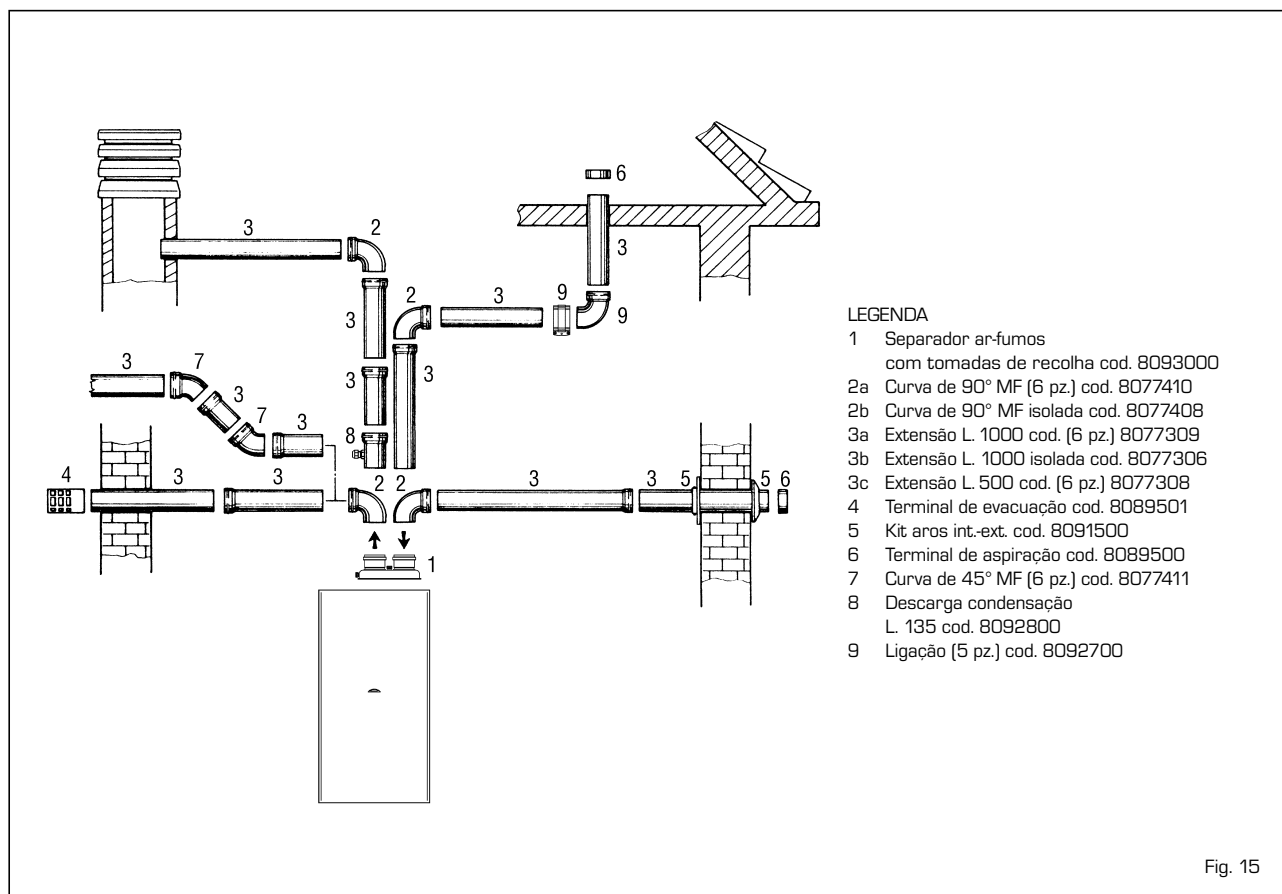 6
3
2
3
2
3
9
9
3
3
7
3
3
3
7
3
8
4
3
3
2
2
3
3
5
5
6
1
LEGENDA
1 Separador ar-fumos
com tomadas de recolha cod. 8093000
2a Curva de 90° MF (6 pz.) cod. 8077410
2b Curva de 90° MF isolada cod. 8077408
3a Extensão L. 1000 cod. (6 pz.) 8077309
3b Extensão L. 1000 isolada cod. 8077306
3c Extensão L. 500 cod. (6 pz.) 8077308
4 Terminal de evacuação cod. 8089501
5 Kit aros int.-ext. cod. 8091500
6 Terminal de aspiração cod. 8089500
7 Curva de 45° MF (6 pz.) cod. 8077411
8 Descarga condensação
L. 135 cod. 8092800
9 Ligação (5 pz.) cod. 8092700
Fig. 15